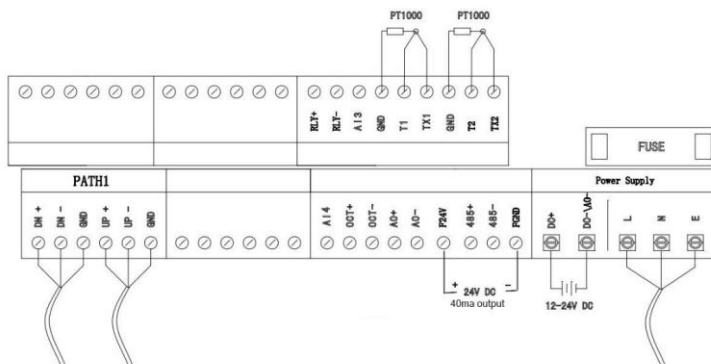 PT1000 PT1000
RLY+ RLY- AI3 GND T1 TX1 GND T2 TX2
FUSE
PATH1 Power Supply
DN + DN - GND UP + UP - GND AI4 OCT+ OCT- AO+ AO- P24V 485+ 485- PGND DC+ DC-\AO- L N E
+ 24V DC -
40ma output
12-24V DC